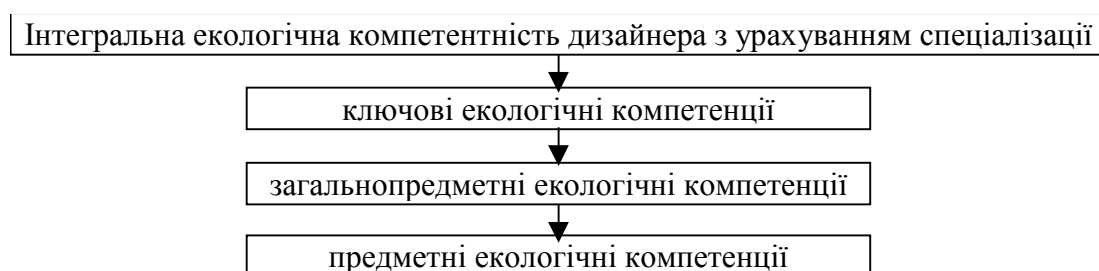 Інтегральна екологічна компетентність дизайнера з урахуванням спеціалізації
ключові екологічні компетенції
загальнопредметні екологічні компетенції
предметні екологічні компетенції